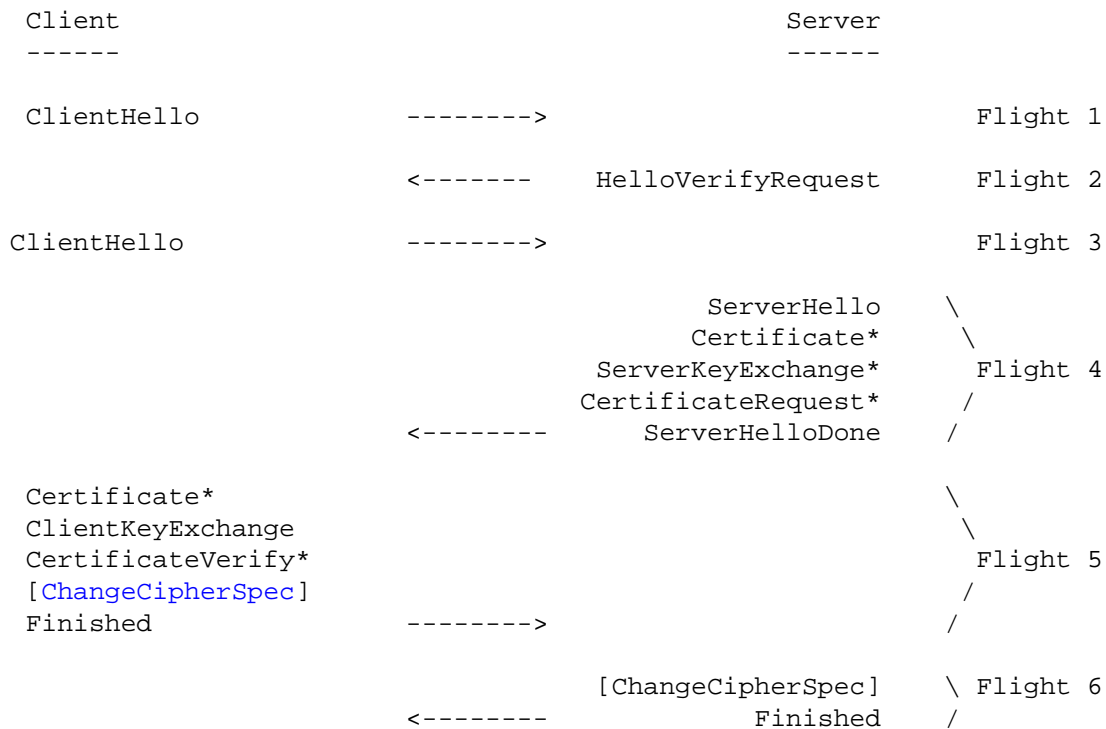 Client                                          Server
------                                          ------
ClientHello             -------->                           Flight 1
                        <-------   HelloVerifyRequest       Flight 2
ClientHello             -------->                           Flight 3
                                          ServerHello    \
                                         Certificate*     \
                                   ServerKeyExchange*      Flight 4
                                  CertificateRequest*     /
                        <--------     ServerHelloDone    /
Certificate*                                             \
ClientKeyExchange                                         \
CertificateVerify*                                         Flight 5
[ChangeCipherSpec]                                        /
Finished                -------->                        /
                                   [ChangeCipherSpec]    \ Flight 6
                        <--------            Finished    /